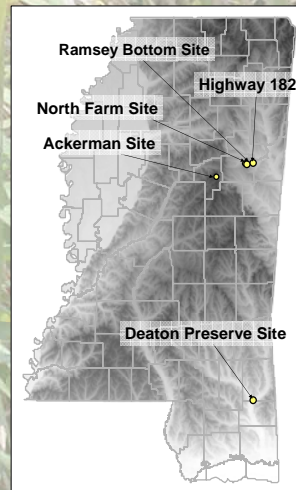 Ramsey Bottom Site
Highway 182
North Farm Site
Ackerman Site
Deaton Preserve Site